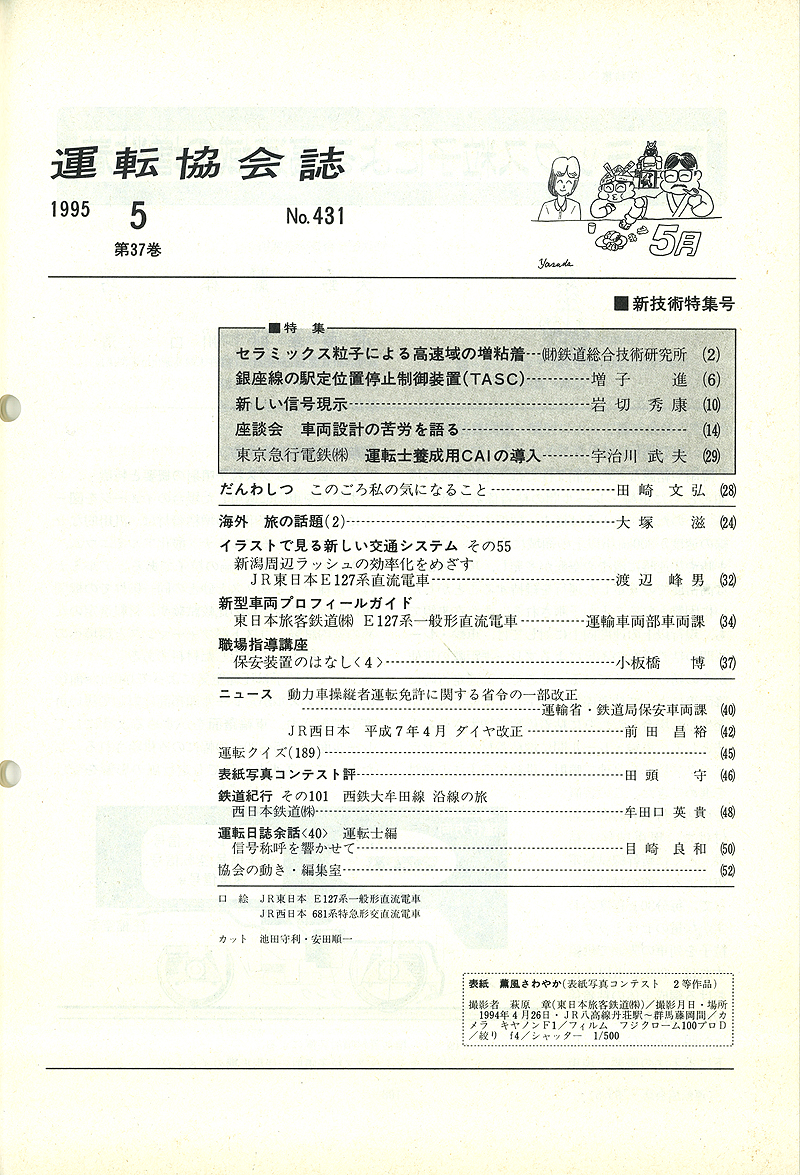 運転協会誌
1995 5 No.431
第37巻
Yasuda
5月
■新技術特集号
■特 集
セラミックス粒子による高速域の増粘着…㈶鉄道総合技術研究所 (2)
銀座線の駅定位置停止制御装置(TASC)…………増子 進 (6)
新しい信号現示…………岩切 秀康 (10)
座談会 車両設計の苦労を語る………… (14)
東京急行電鉄㈱ 運転士養成用CAIの導入…………宇治川 武夫 (29)
だんわしつ このごろ私の気になること…………田崎 文弘 (28)
海外 旅の話題(2)…………大塚 滋 (24)
イラストで見る新しい交通システム その55
新潟周辺ラッシュの効率化をめざす
JR東日本E127系直流電車…………渡辺 峰男 (32)
新型車両プロフィールガイド
東日本旅客鉄道㈱ E127系一般形直流電車…………運輸車両部車両課 (34)
職場指導講座
保安装置のはなし<4>…………小板橋 博 (37)
ニュース 動力車操縦者運転免許に関する省令の一部改正
…………運輸省・鉄道局保安車両課 (40)
JR西日本 平成7年4月 ダイヤ改正…………前田 昌裕 (42)
運転クイズ(189)………… (45)
表紙写真コンテスト評…………田頭 守 (46)
鉄道紀行 その101 西鉄大牟田線 沿線の旅
西日本鉄道㈱…………牟田口 英貴 (48)
運転日誌余話<40> 運転士編
信号称呼を響かせて…………目崎 良和 (50)
協会の動き・編集室………… (52)
口 絵 JR東日本 E127系一般形直流電車
JR西日本 681系特急形交直流電車
カット 池田守利・安田順一
表紙 薫風さわやか(表紙写真コンテスト 2等作品)
撮影者 萩原 章(東日本旅客鉄道㈱)／撮影月日・場所
1994年4月26日・JR八高線丹荘駅〜群馬藤岡間／カ
メラ キヤノンF1／フィルム フジクローム100プロD
／絞り f4／シャッター 1/500